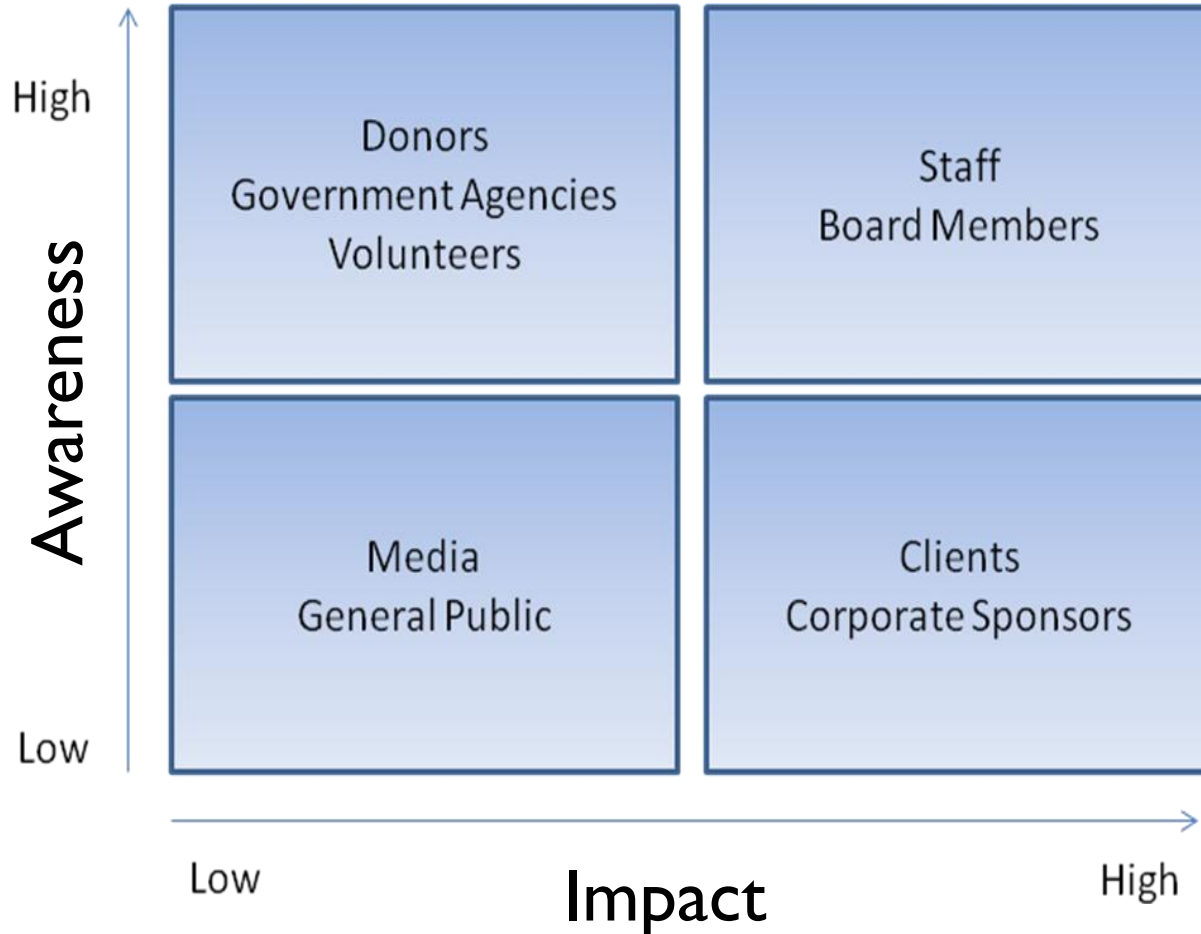 High
Donors
Government Agencies
Volunteers
Staff
Board Members
Awareness
Media
General Public
Clients
Corporate Sponsors
Low
Low
Impact
High